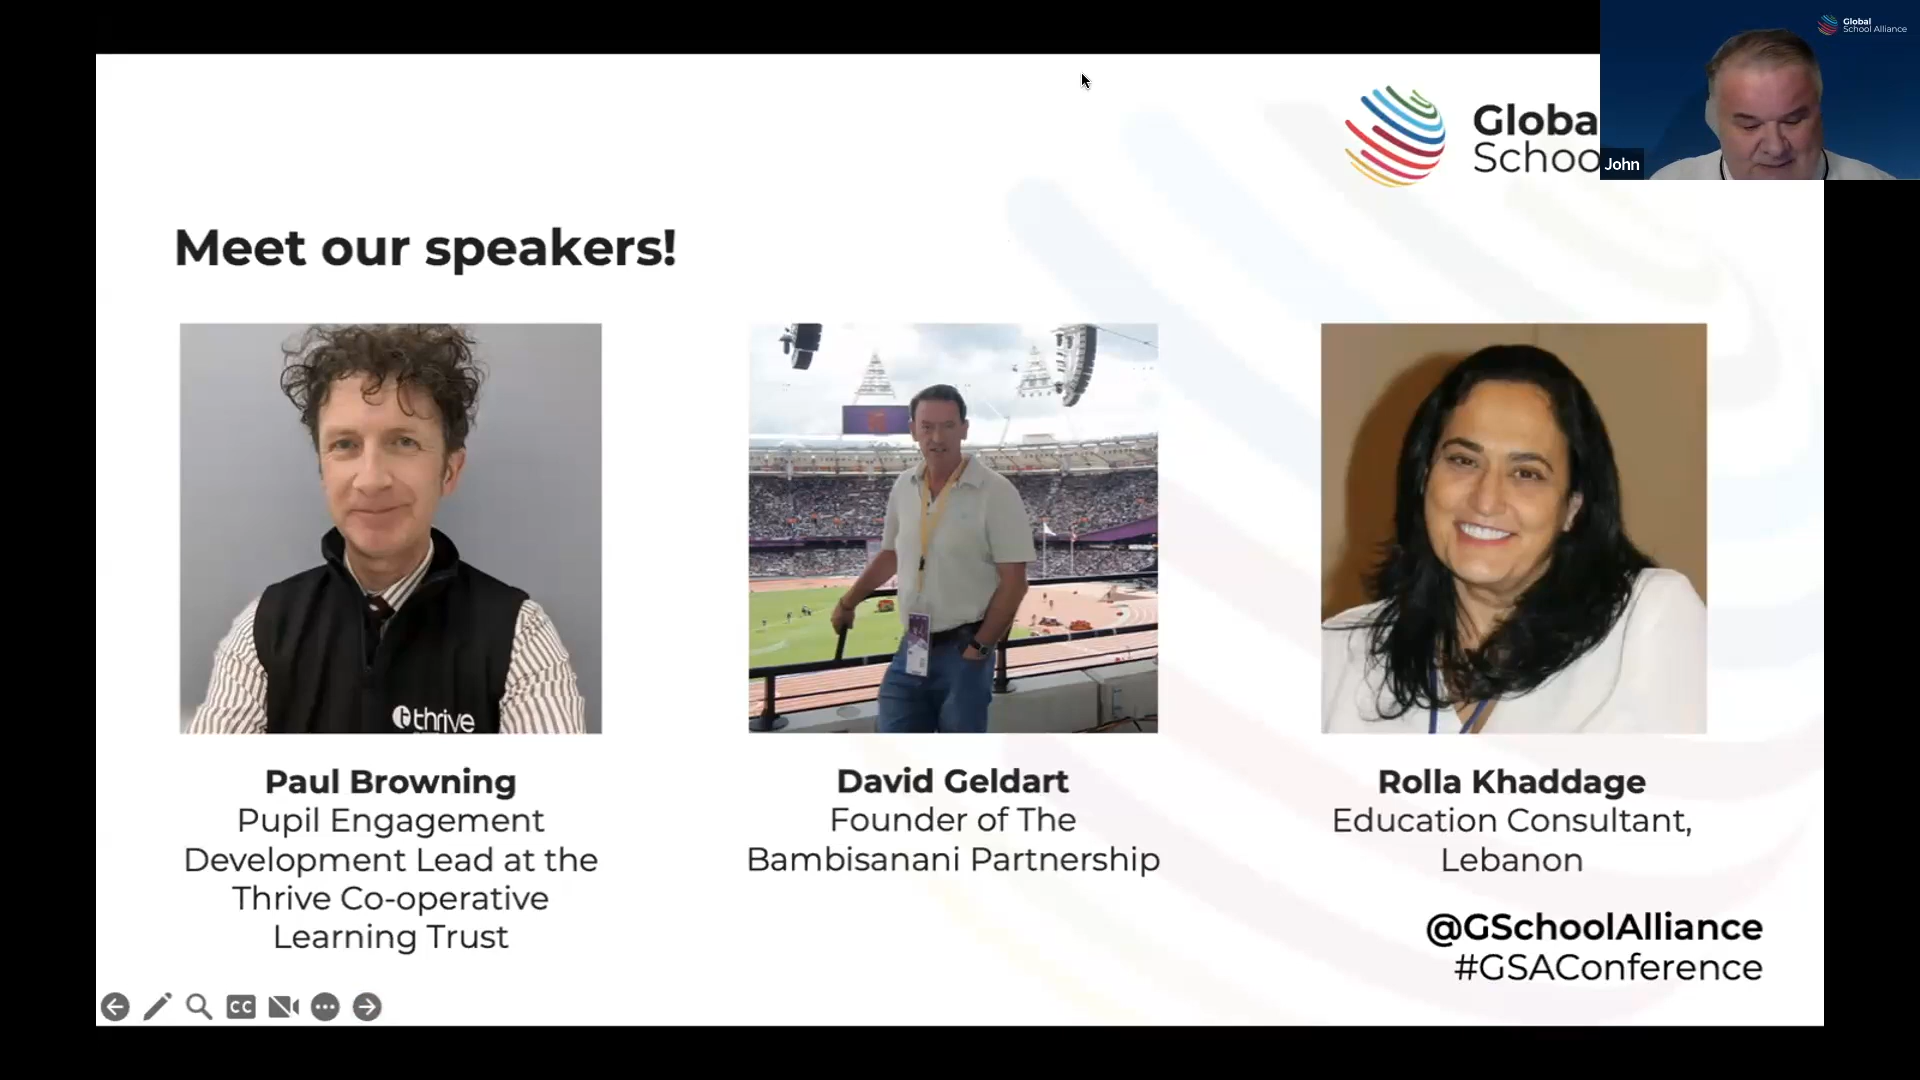 Global
School Alliance
Globa
Schoo
John
Meet our speakers!
thrive
Paul Browning
Pupil Engagement
Development Lead at the
Thrive Co-operative
Learning Trust
David Geldart
Founder of The
Bambisanani Partnership
Rolla Khaddage
Education Consultant,
Lebanon
@GSchoolAlliance
#GSAConference
CC